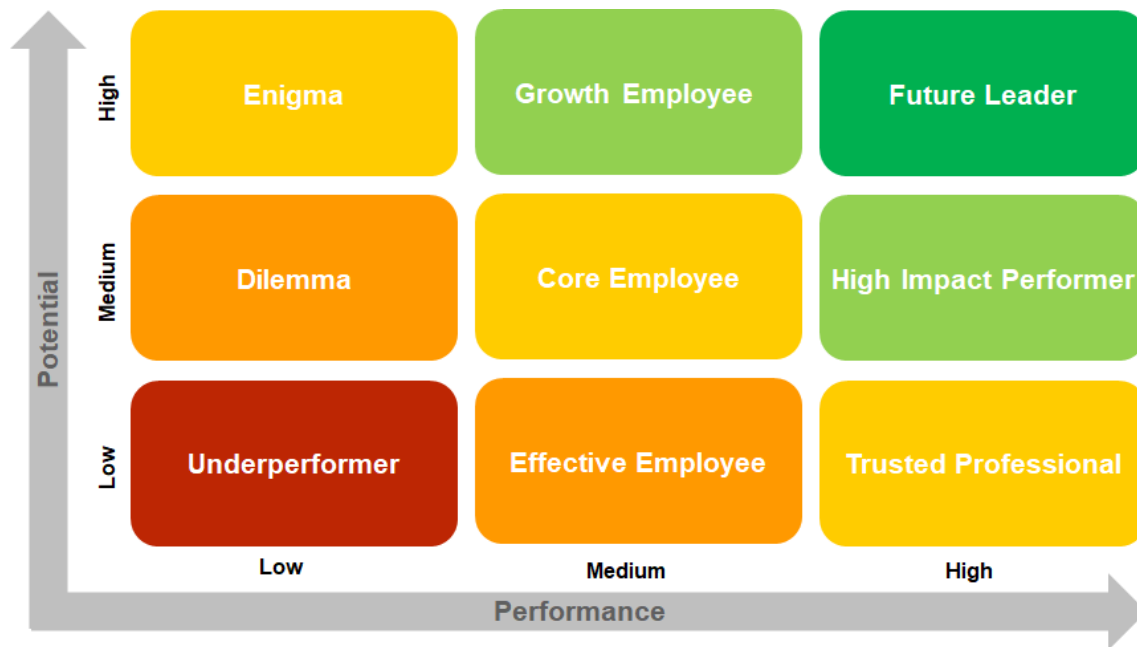 High
Enigma
Growth Employee
Future Leader
Potential
Medium
Dilemma
Core Employee
High Impact Performer
Low
Underperformer
Effective Employee
Trusted Professional
Low
Medium
High
Performance